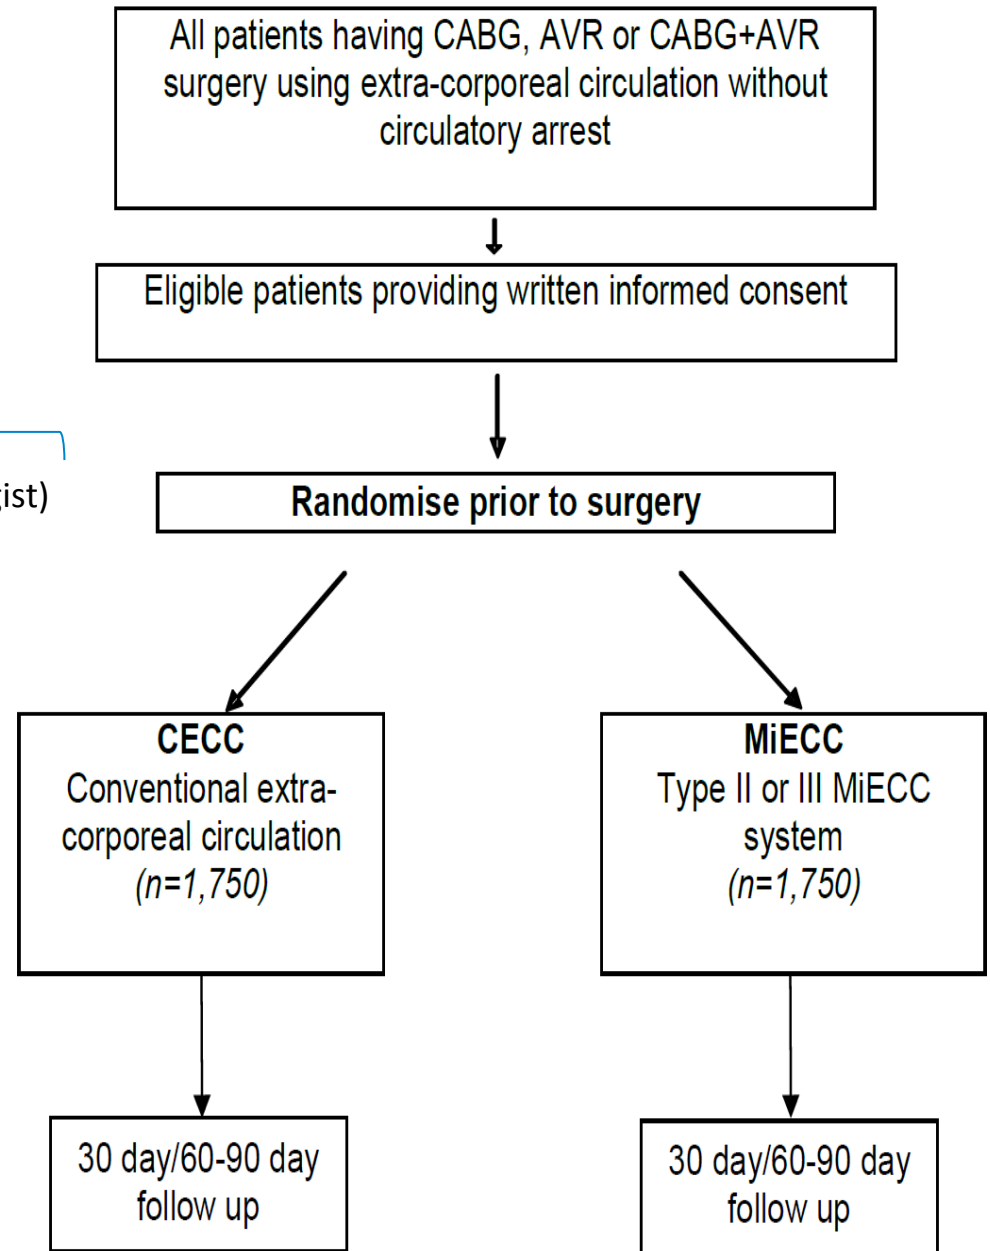 All patients having CABG, AVR or CABG+AVR
surgery using extra-corporeal circulation without
circulatory arrest
Eligible patients providing written informed consent
gist)
Randomise prior to surgery
CECC
Conventional extra-
corporeal circulation
(n=1,750)
MiECC
Type II or III MiECC
system
(n=1,750)
30 day/60-90 day
follow up
30 day/60-90 day
follow up